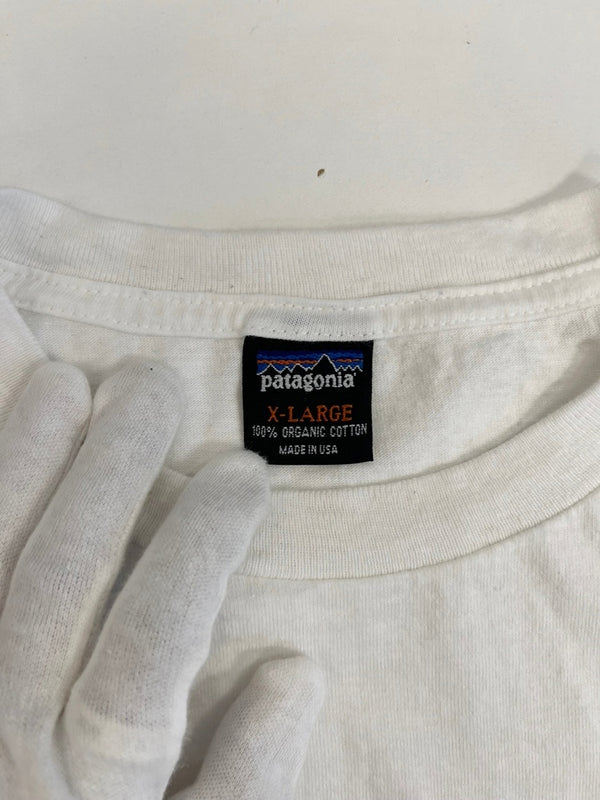 patagonia
X-LARGE
100% ORGANIC COTTON
MADE IN USA